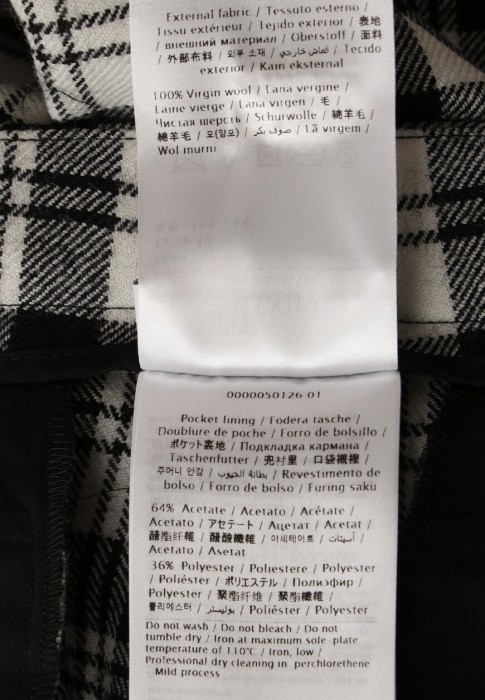 External fabric / Tessuto esterno /
Tissu extérieur / Tejido exterior / 表地
/ внешний материал / Oberstoff / 面料
/ 外部布料 / 외부 소재 / قماش خارجي / Tecido
exterior / Kain eksternal
100% Virgin wool / Lana vergine /
Laine vierge / Lana virgen / 毛 /
Чистая шерсть / Schurwolle / 綿羊毛 /
綿羊毛 / 모(양모) / صوف بكر / Lã virgem /
Wol murni
0000050126 01
Pocket lining / Fodera tasche /
Doublure de poche / Forro de bolsillo /
ポケット裏地 / Подкладка кармана /
Taschenfutter / 兜衬里 / 口袋襯裡 /
주머니 안감 / بطانة الجيوب / Revestimento de
bolso / Forro de bolso / Furing saku
64% Acetate / Acetato / Acétate /
Acetato / アセテート / Ацетат / Acetat /
醋酯纤维 / 醋酸纖維 / 아세테이트 / أسيتات /
Acetato / Asetat
36% Polyester / Poliestere / Polyester
/ Poliéster / ポリエステル / Полиэфир /
Polyester / 聚酯纤维 / 聚酯纖維 /
폴리에스터 / بوليستر / Poliéster / Polyester
Do not wash / Do not bleach / Do not
tumble dry / Iron at maximum sole plate
temperature of 110°C / Iron, low /
Professional dry cleaning in perchlorethene
Mild process